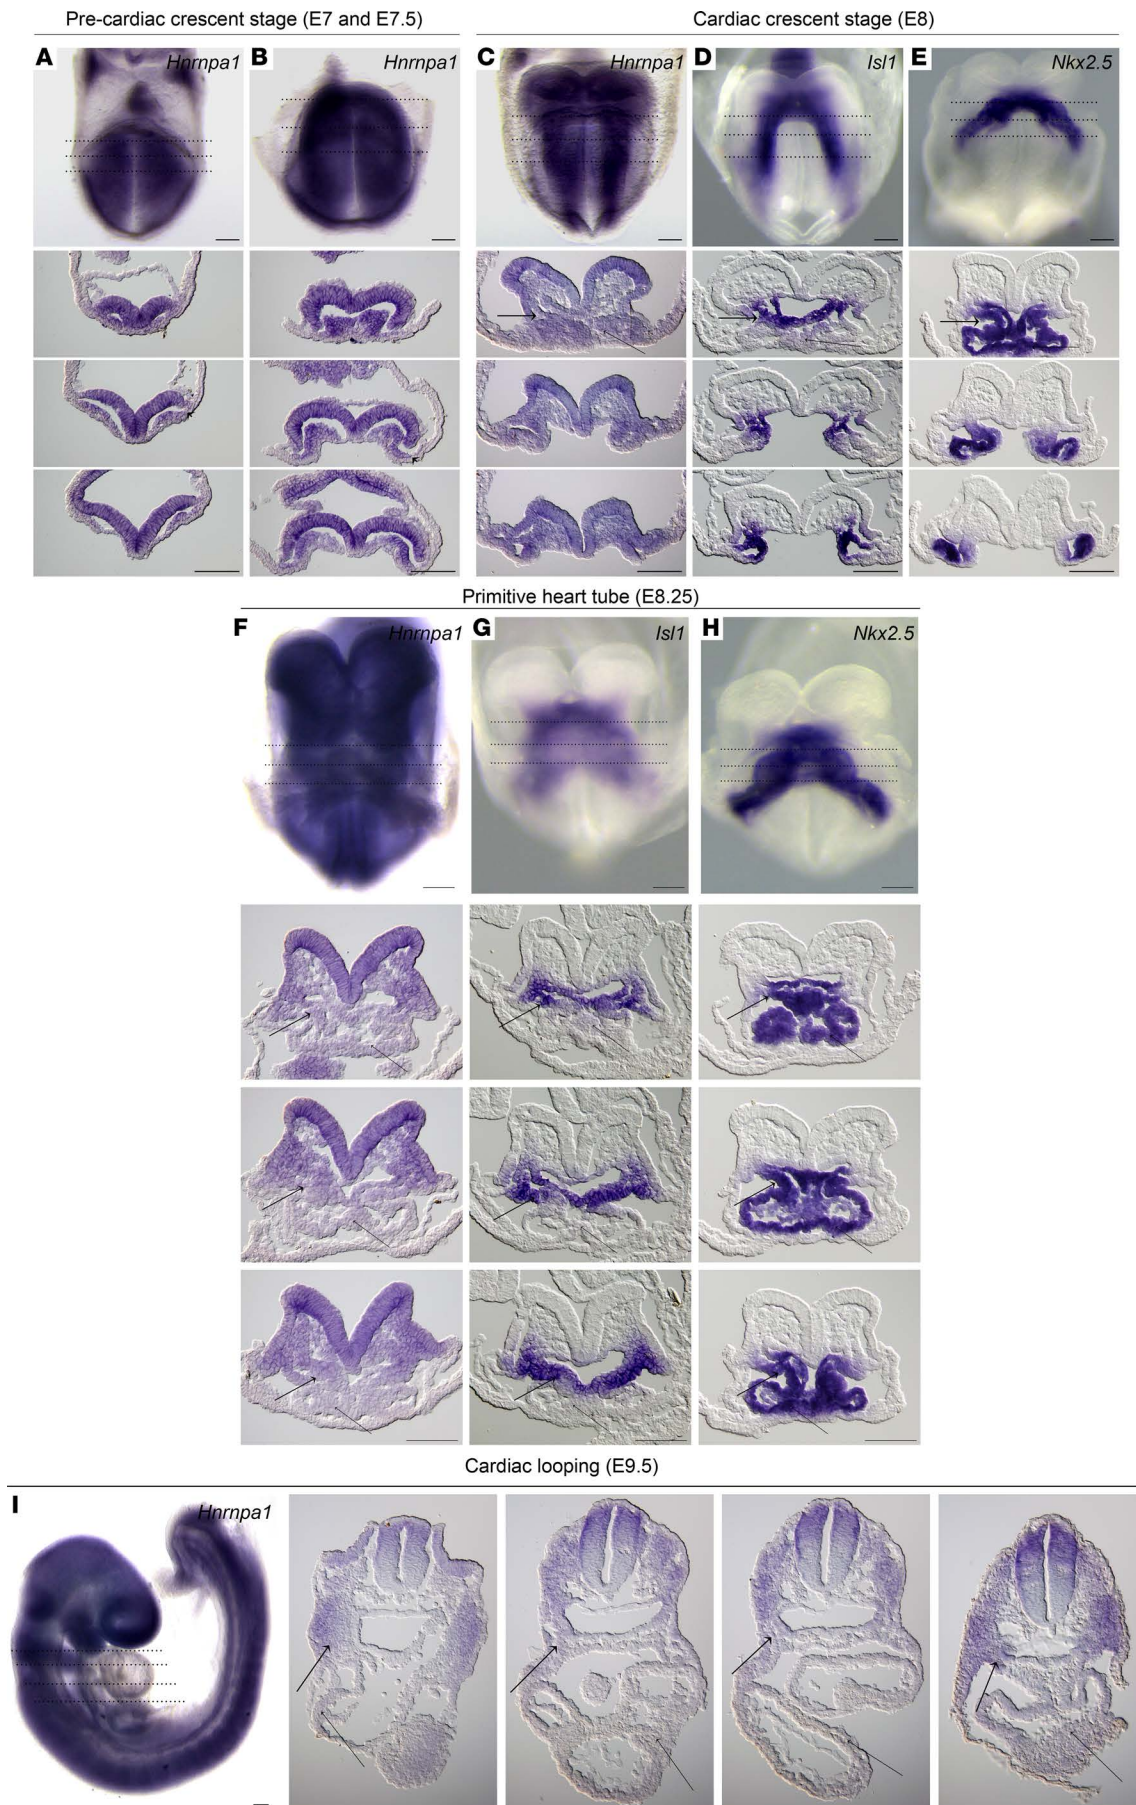 Pre-cardiac crescent stage (E7 and E7.5)
Cardiac crescent stage (E8)
A
Hnrnpa1
B
Hnrnpa1
C
Hnrnpa1
D
Isl1
E
Nkx2.5
Primitive heart tube (E8.25)
F
Hnrnpa1
G
Isl1
H
Nkx2.5
Cardiac looping (E9.5)
I
Hnrnpa1